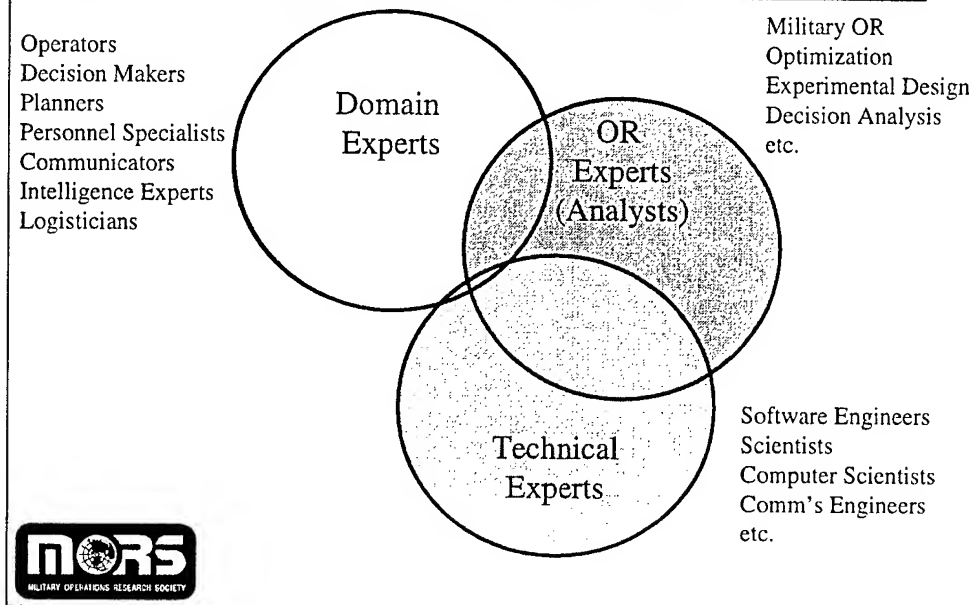 Operators
Decision Makers
Planners
Personnel Specialists
Communicators
Intelligence Experts
Logisticians
Domain
Experts
OR
Experts
(Analysts)
Military OR
Optimization
Experimental Design
Decision Analysis
etc.
Technical
Experts
Software Engineers
Scientists
Computer Scientists
Comm's Engineers
etc.
MORS
MILITARY OPERATIONS RESEARCH SOCIETY